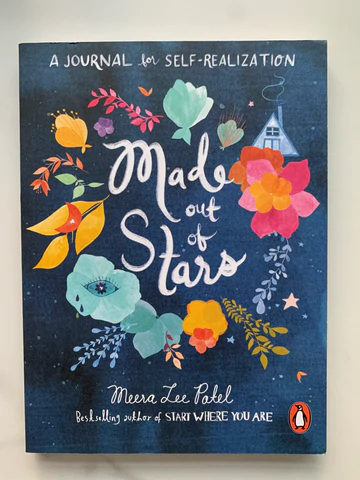 A JOURNAL for SELF-REALIZATION
Made
out
of
Stars
Meera Lee Patel
Bestselling author of START WHERE YOU ARE